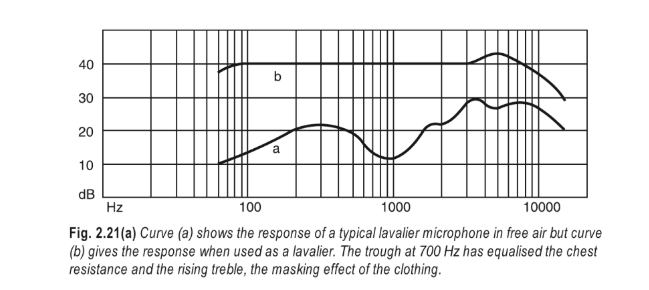 40
b
30
20
a
10
dB
Hz 100 1000 10000
Fig. 2.21(a) Curve (a) shows the response of a typical lavalier microphone in free air but curve
(b) gives the response when used as a lavalier. The trough at 700 Hz has equalised the chest
resistance and the rising treble, the masking effect of the clothing.